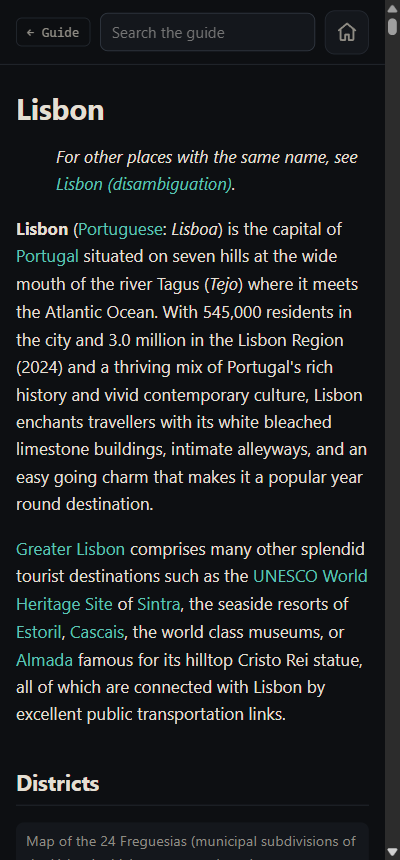 ← Guide
Search the guide
Lisbon
For other places with the same name, see
Lisbon (disambiguation).
Lisbon (Portuguese: Lisboa) is the capital of
Portugal situated on seven hills at the wide
mouth of the river Tagus (Tejo) where it meets
the Atlantic Ocean. With 545,000 residents in
the city and 3.0 million in the Lisbon Region
(2024) and a thriving mix of Portugal's rich
history and vivid contemporary culture, Lisbon
enchants travellers with its white bleached
limestone buildings, intimate alleyways, and an
easy going charm that makes it a popular year
round destination.
Greater Lisbon comprises many other splendid
tourist destinations such as the UNESCO World
Heritage Site of Sintra, the seaside resorts of
Estoril, Cascais, the world class museums, or
Almada famous for its hilltop Cristo Rei statue,
all of which are connected with Lisbon by
excellent public transportation links.
Districts
Map of the 24 Freguesias (municipal subdivisions of